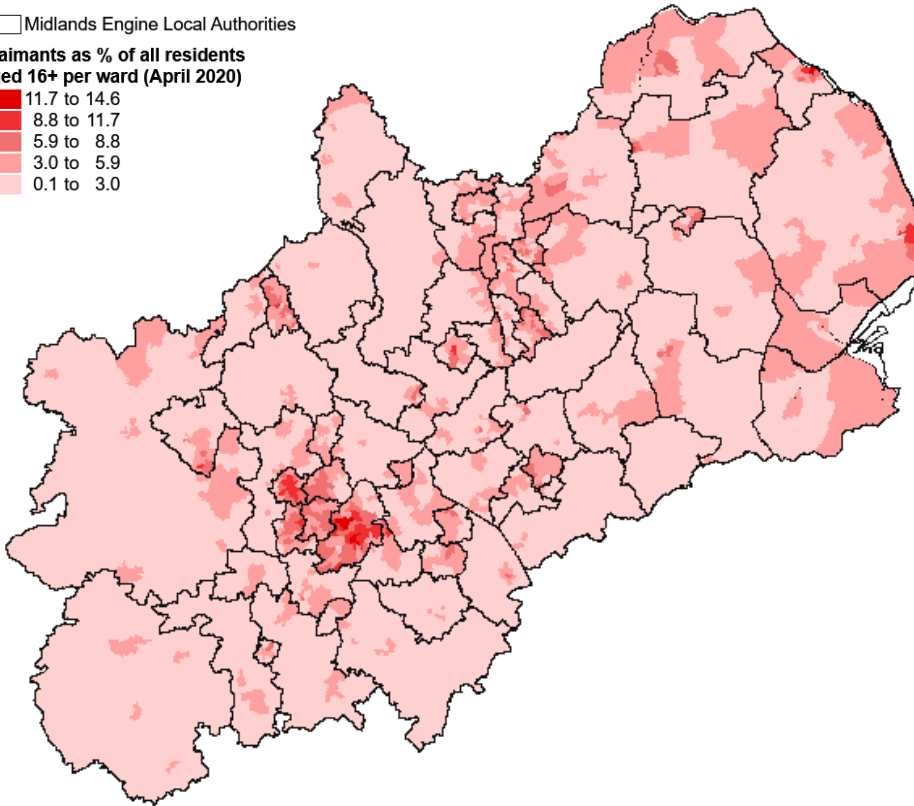 Midlands Engine Local Authorities
aimants as % of all residents
ed 16+ per ward (April 2020)
11.7 to 14.6
8.8 to 11.7
5.9 to 8.8
3.0 to 5.9
0.1 to 3.0